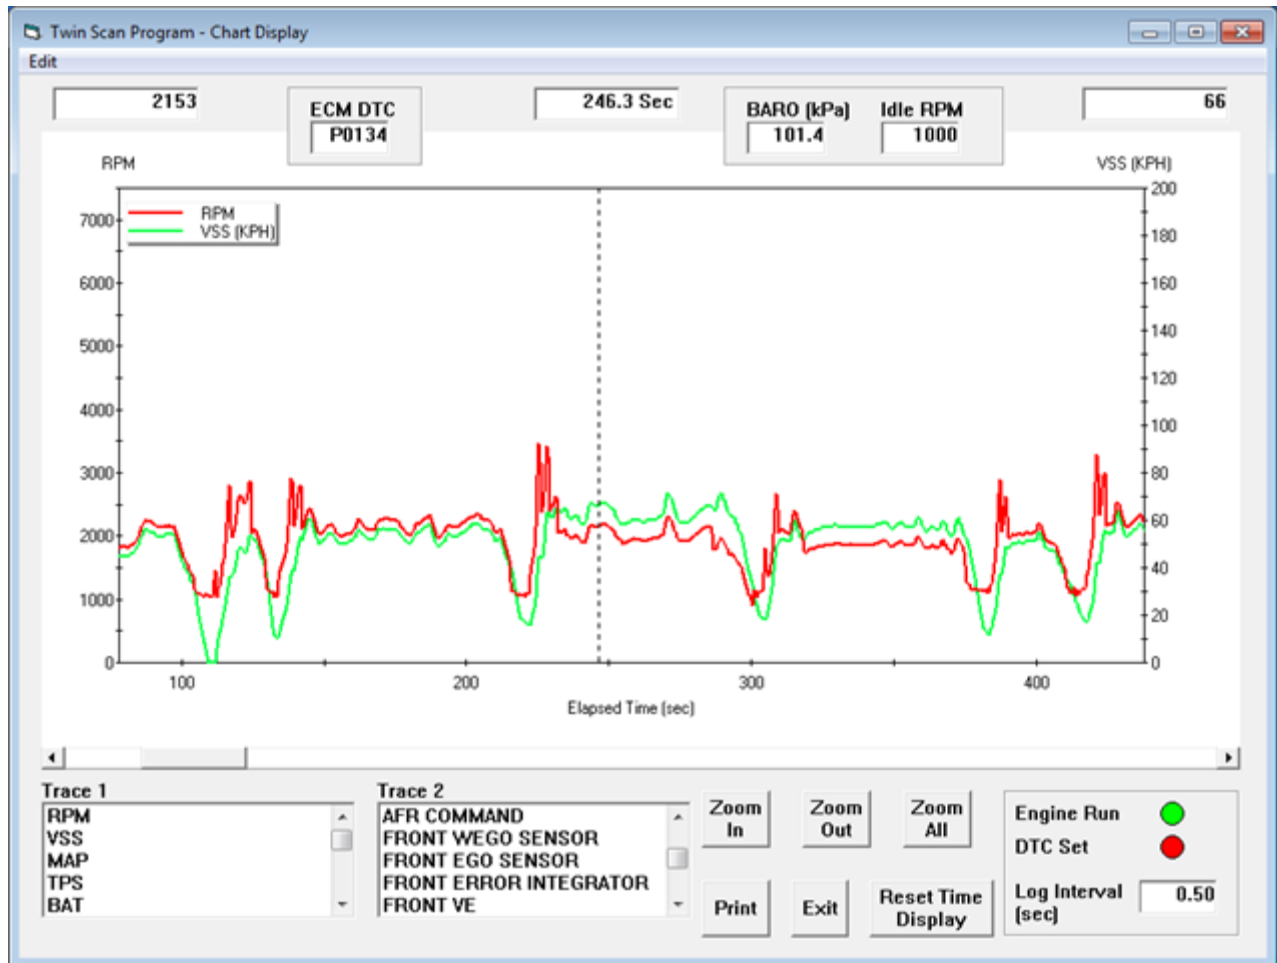 Twin Scan Program - Chart Display
Edit
2153
ECM DTC
P0134
246.3 Sec
BARO (kPa)
101.4
Idle RPM
1000
66
RPM
VSS (KPH)
RPM
VSS (KPH)
7000
6000
5000
4000
3000
2000
1000
0
200
180
160
140
120
100
80
60
40
20
0
100
200
300
400
Elapsed Time (sec)
Trace 1
RPM
VSS
MAP
TPS
BAT
Trace 2
AFR COMMAND
FRONT WEGO SENSOR
FRONT EGO SENSOR
FRONT ERROR INTEGRATOR
FRONT VE
Zoom
In
Zoom
Out
Zoom
All
Print
Exit
Reset Time
Display
Engine Run
DTC Set
Log Interval
(sec)
0.50